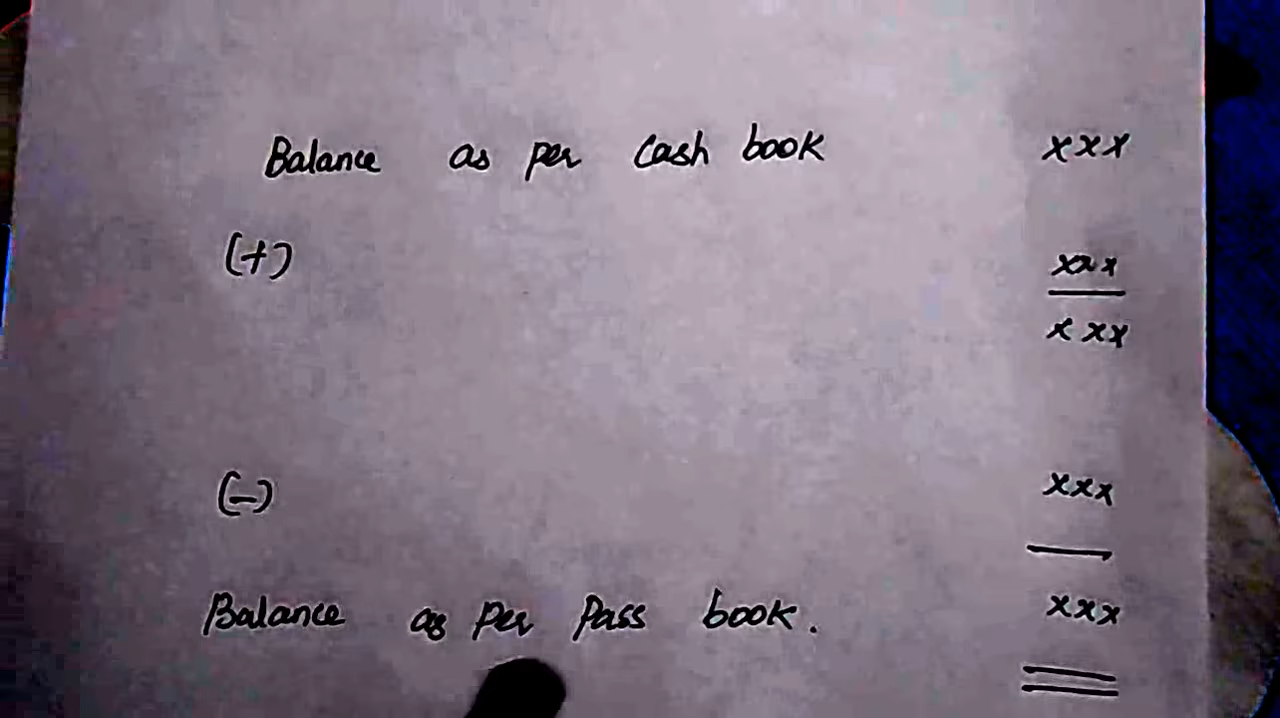 Balance as per Cash book xxx
(+) xxx
xxx
(-) xxx
Balance as per Pass book. xxx